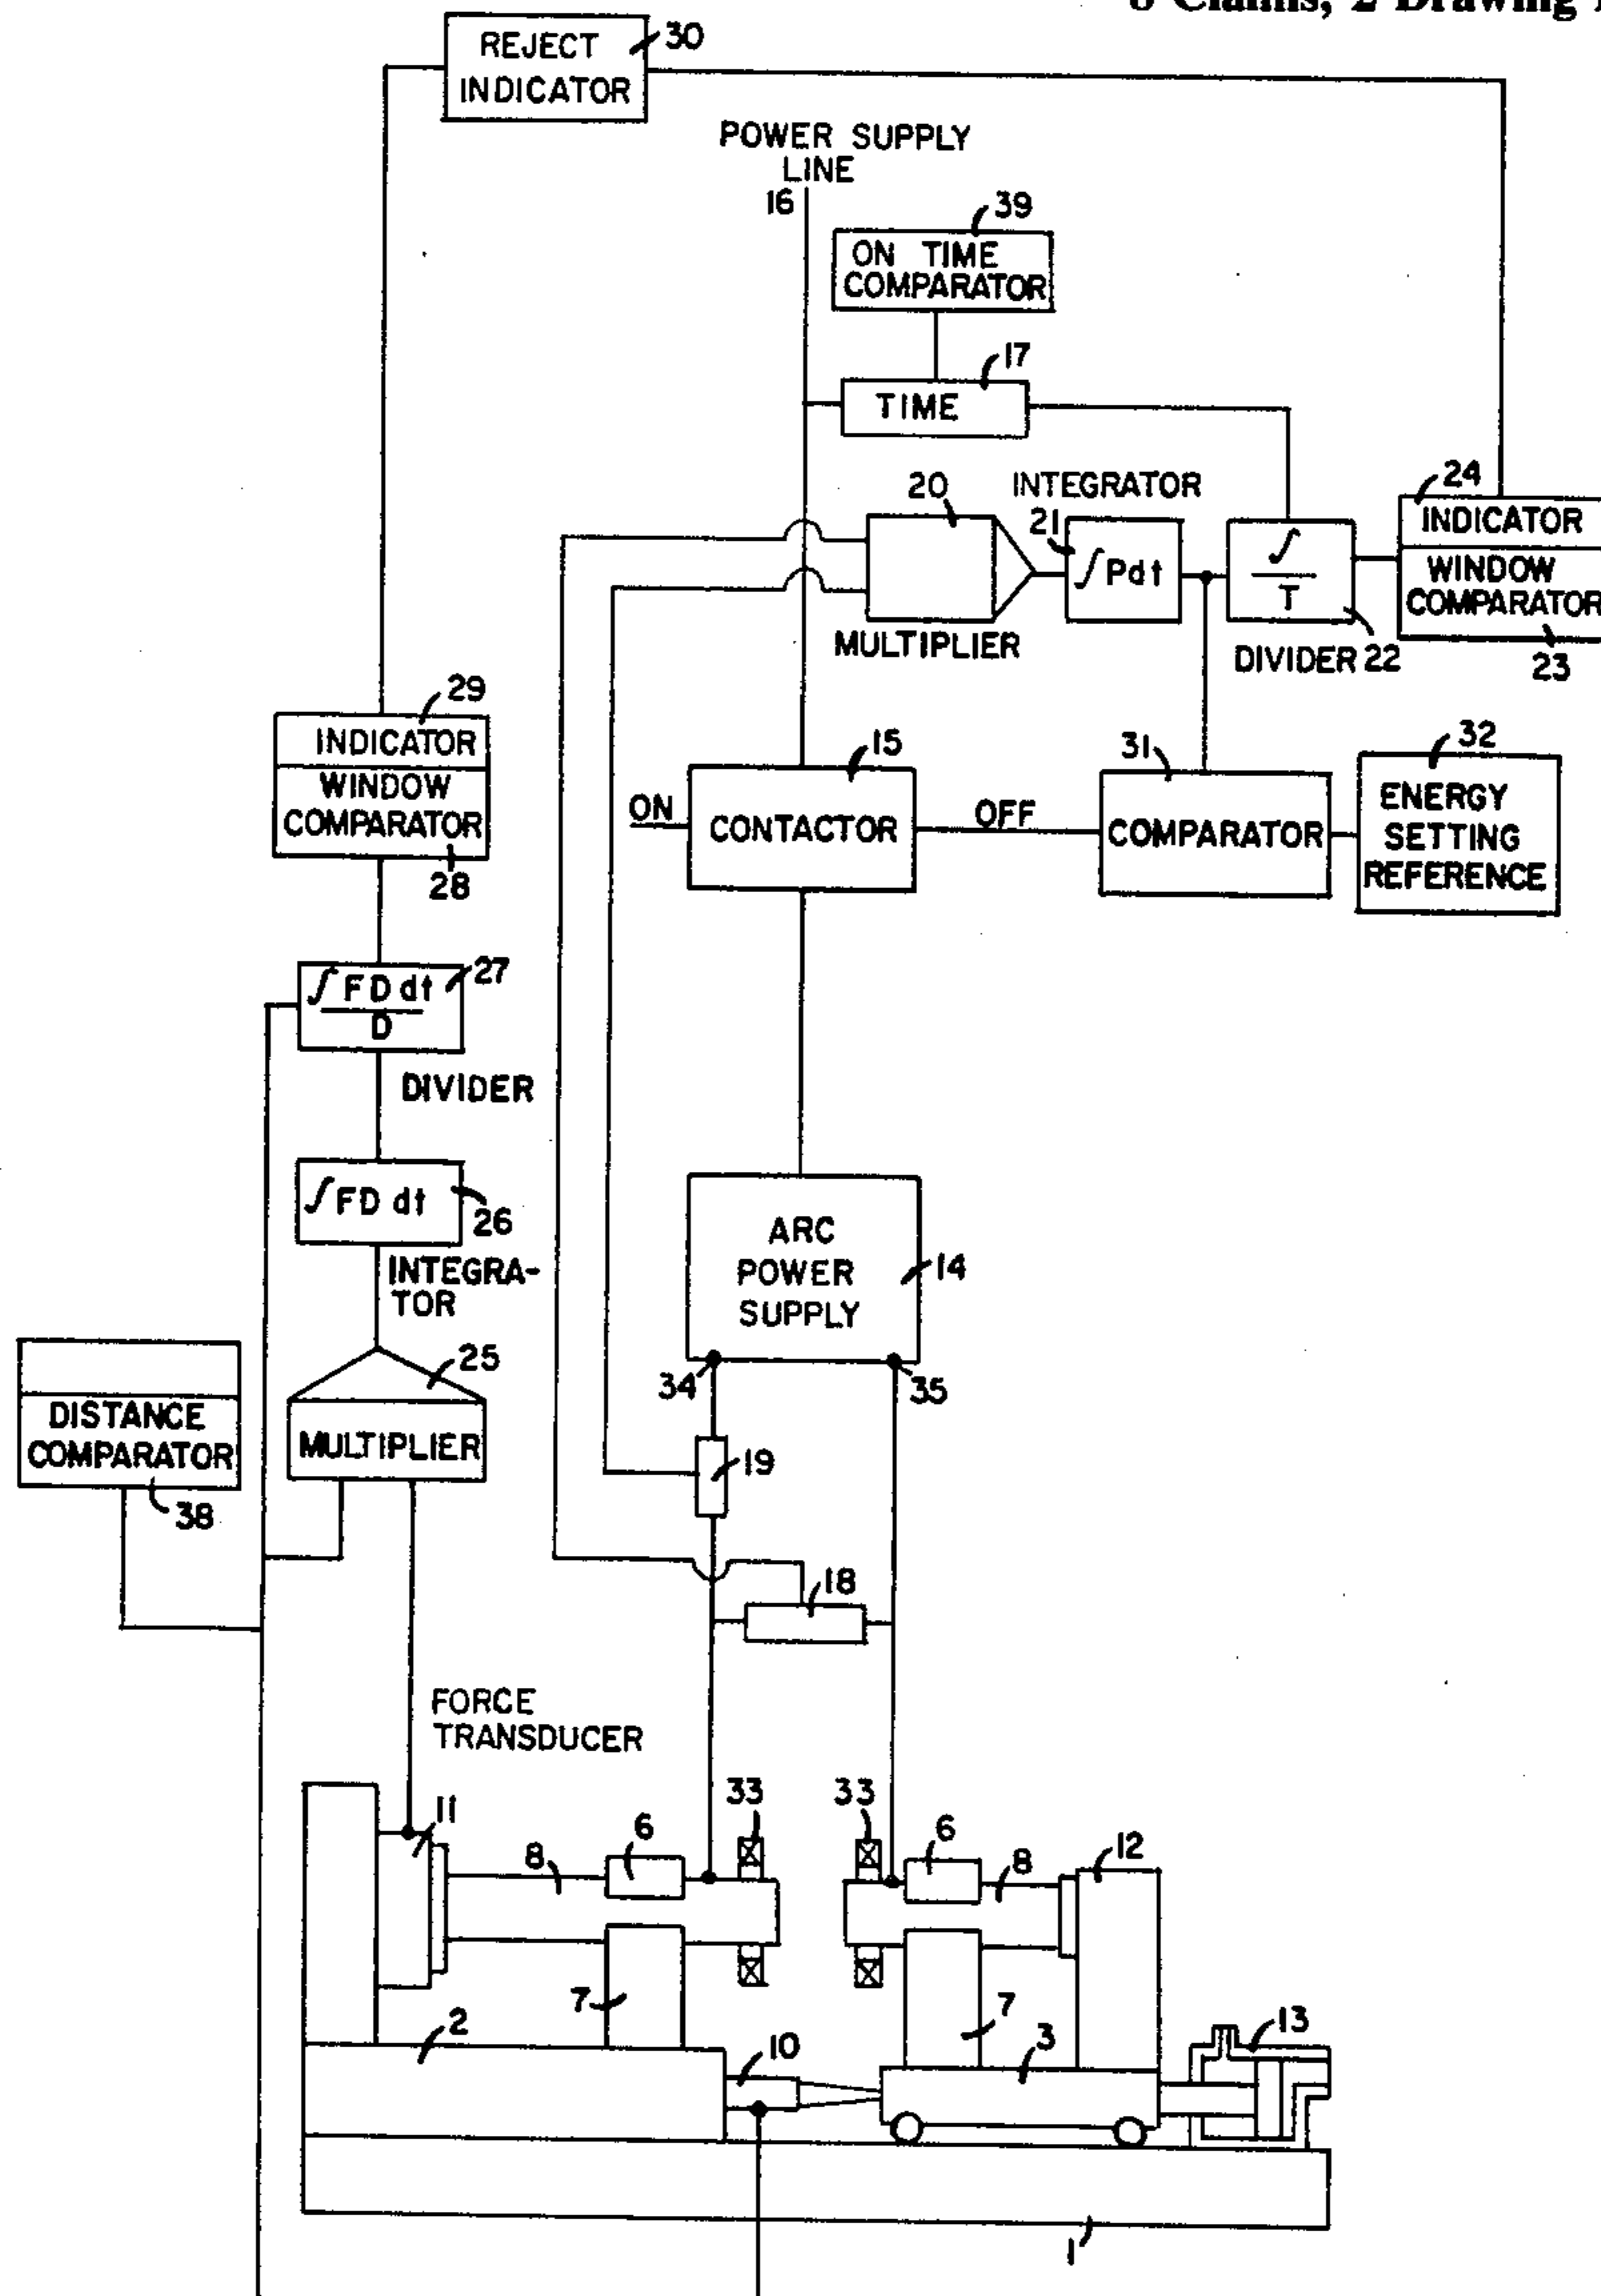 8 Claims, 2 Drawing
REJECT
INDICATOR
30
POWER SUPPLY
LINE
16
39
ON TIME
COMPARATOR
17
TIME
20
INTEGRATOR
21
∫Pdt
∫
T
24
INDICATOR
WINDOW
COMPARATOR
MULTIPLIER
DIVIDER 22
23
29
INDICATOR
WINDOW
COMPARATOR
28
15
ON
CONTACTOR
OFF
31
COMPARATOR
32
ENERGY
SETTING
REFERENCE
∫FD dt
D
27
DIVIDER
∫FD dt
26
INTEGRA-
TOR
ARC
POWER
SUPPLY
14
34
35
25
MULTIPLIER
DISTANCE
COMPARATOR
38
19
18
FORCE
TRANSDUCER
11
8
6
33
33
6
8
12
7
7
2
10
3
13
1